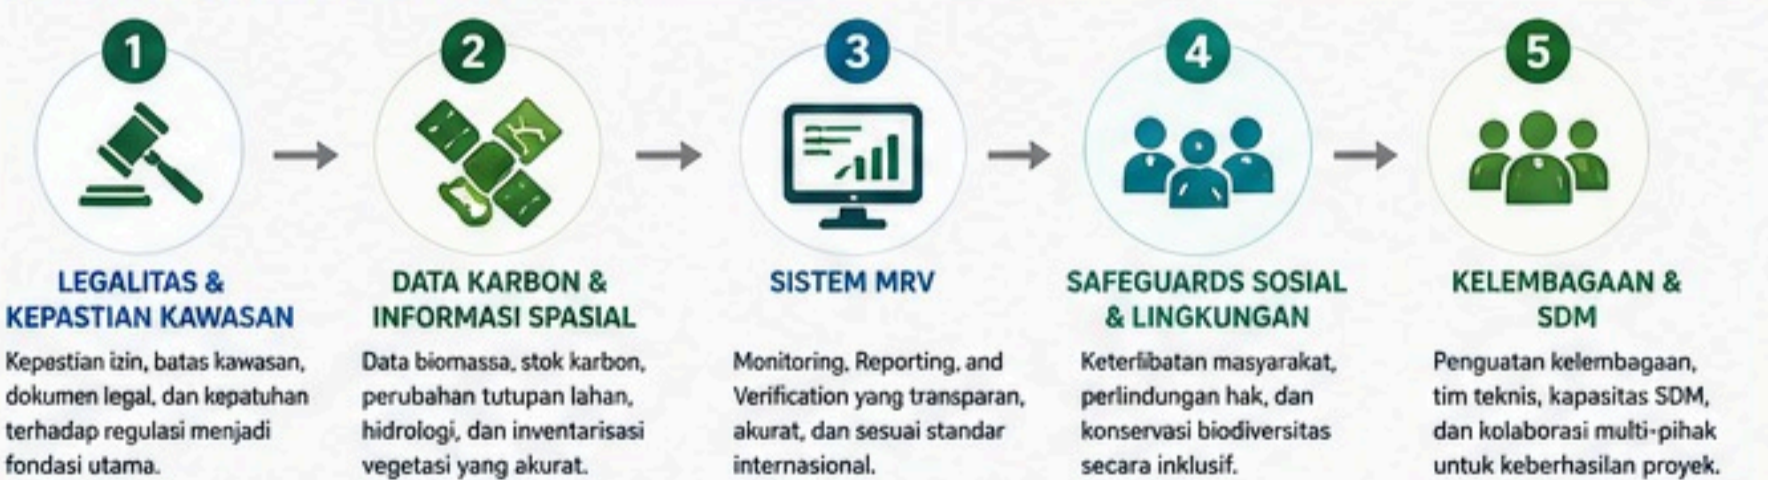 1
LEGALITAS &
KEPASTIAN KAWASAN
Kepestian izin, batas kawasan,
dokumen legal, dan kepatuhan
terhadap regulasi menjadi
fondasi utama.
2
DATA KARBON &
INFORMASI SPASIAL
Data biomassa, stok karbon,
perubahan tutupan lahan,
hidrologi, dan inventarisasi
vegetasi yang akurat.
3
SISTEM MRV
Monitoring, Reporting, and
Verification yang transparan,
akurat, dan sesuai standar
internasional.
4
SAFEGUARDS SOSIAL
& LINGKUNGAN
Keterlibatan masyarakat,
perlindungan hak, dan
konservasi biodiversitas
secara inklusif.
5
KELEMBAGAAN &
SDM
Penguatan kelembagaan,
tim teknis, kapasitas SDM,
dan kolaborasi multi-pihak
untuk keberhasilan proyek.